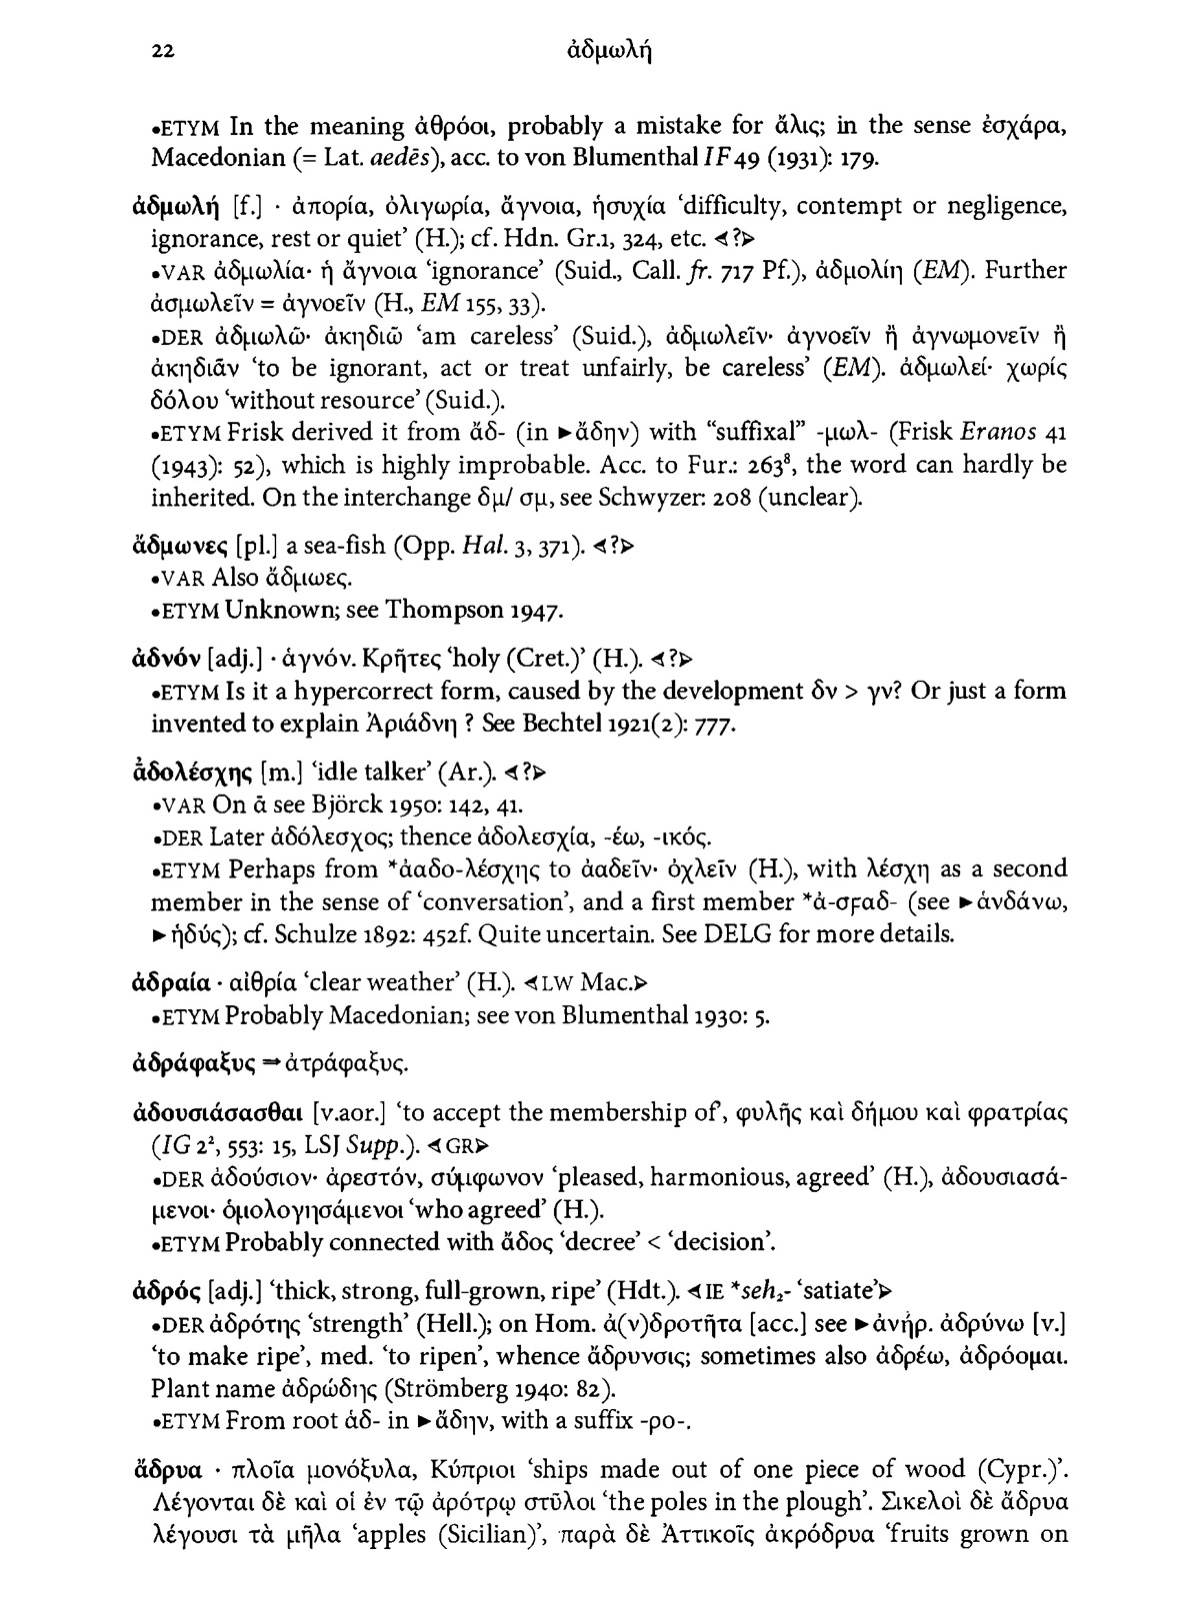 22 ἀδμωλή
•ETYM In the meaning ἀθρόοι, probably a mistake for ἅλις; in the sense ἐσχάρα,
Macedonian (= Lat. aedēs), acc. to von Blumenthal IF 49 (1931): 179.
ἀδμωλή [f.] · ἀπορία, ὀλιγωρία, ἄγνοια, ἡσυχία ‘difficulty, contempt or negligence,
ignorance, rest or quiet’ (H.); cf. Hdn. Gr.1, 324, etc. ⊲?⊳
•VAR ἀδμωλία· ἡ ἄγνοια ‘ignorance’ (Suid., Call. fr. 717 Pf.), ἀδμολίη (EM). Further
ἀσμωλεῖν = ἀγνοεῖν (H., EM 155, 33).
•DER ἀδμωλῶ· ἀκηδιῶ ‘am careless’ (Suid.), ἀδμωλεῖν· ἀγνοεῖν ἢ ἀγνωμονεῖν ἢ
ἀκηδιᾶν ‘to be ignorant, act or treat unfairly, be careless’ (EM). ἀδμωλεί· χωρίς
δόλου ‘without resource’ (Suid.).
•ETYM Frisk derived it from ἅδ- (in ►ἅδην) with “suffixal” -μωλ- (Frisk Eranos 41
(1943): 52), which is highly improbable. Acc. to Fur.: 263⁸, the word can hardly be
inherited. On the interchange δμ/ σμ, see Schwyzer: 208 (unclear).
ἄδμωνες [pl.] a sea-fish (Opp. Hal. 3, 371). ⊲?⊳
•VAR Also ἄδμωες.
•ETYM Unknown; see Thompson 1947.
ἀδνόν [adj.] · ἁγνόν. Κρῆτες ‘holy (Cret.)’ (H.). ⊲?⊳
•ETYM Is it a hypercorrect form, caused by the development δν > γν? Or just a form
invented to explain Ἀριάδνη ? See Bechtel 1921(2): 777.
ἀ̄δολέσχης [m.] ‘idle talker’ (Ar.). ⊲?⊳
•VAR On ᾱ see Björck 1950: 142, 41.
•DER Later ἀδόλεσχος; thence ἀδολεσχία, -έω, -ικός.
•ETYM Perhaps from *ἀαδο-λέσχης to ἀαδεῖν· ὀχλεῖν (H.), with λέσχη as a second
member in the sense of ‘conversation’, and a first member *ἀ-σϝαδ- (see ►ἁνδάνω,
►ἡδύς); cf. Schulze 1892: 452f. Quite uncertain. See DELG for more details.
ἀδραία · αἰθρία ‘clear weather’ (H.). ⊲LW Mac.⊳
•ETYM Probably Macedonian; see von Blumenthal 1930: 5.
ἀδράφαξυς ⇒ ἀτράφαξυς.
ἀδουσιάσασθαι [v.aor.] ‘to accept the membership of’, φυλῆς καὶ δήμου καὶ φρατρίας
(IG 2², 553: 15, LSJ Supp.). ⊲GR⊳
•DER ἀδούσιον· ἀρεστόν, σύμφωνον ‘pleased, harmonious, agreed’ (H.), ἀδουσιασά-
μενοι· ὁμολογησάμενοι ‘who agreed’ (H.).
•ETYM Probably connected with ἅδος ‘decree’ < ‘decision’.
ἁδρός [adj.] ‘thick, strong, full-grown, ripe’ (Hdt.). ⊲IE *seh₂- ‘satiate’⊳
•DER ἁδρότης ‘strength’ (Hell.); on Hom. ἀ(ν)δροτῆτα [acc.] see ►ἀνήρ. ἁδρύνω [v.]
‘to make ripe’, med. ‘to ripen’, whence ἅδρυνσις; sometimes also ἁδρέω, ἁδρόομαι.
Plant name ἁδρώδης (Strömberg 1940: 82).
•ETYM From root ἁδ- in ►ἅδην, with a suffix -ρο-.
ἄδρυα · πλοῖα μονόξυλα, Κύπριοι ‘ships made out of one piece of wood (Cypr.)’.
Λέγονται δὲ καὶ οἱ ἐν τῷ ἀρότρῳ στῦλοι ‘the poles in the plough’. Σικελοὶ δὲ ἄδρυα
λέγουσι τὰ μῆλα ‘apples (Sicilian)’, παρὰ δὲ Ἀττικοῖς ἀκρόδρυα ‘fruits grown on